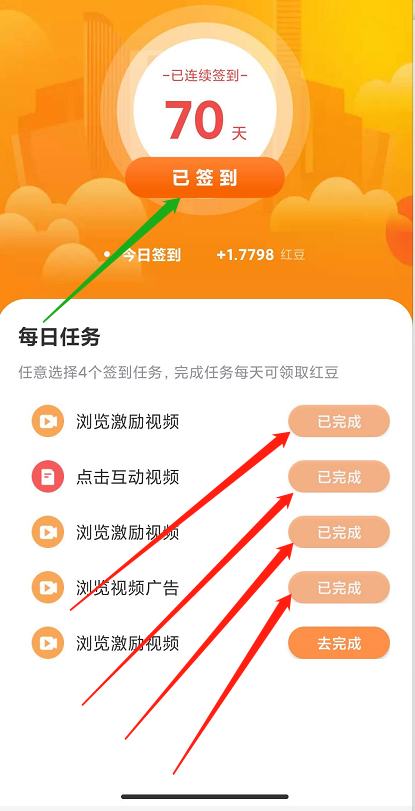 –已连续签到–
70 天
已签到
今日签到 +1.7798 红豆
每日任务
任意选择4个签到任务，完成任务每天可领取红豆
浏览激励视频 已完成
点击互动视频 已完成
浏览激励视频 已完成
浏览视频广告 已完成
浏览激励视频 去完成